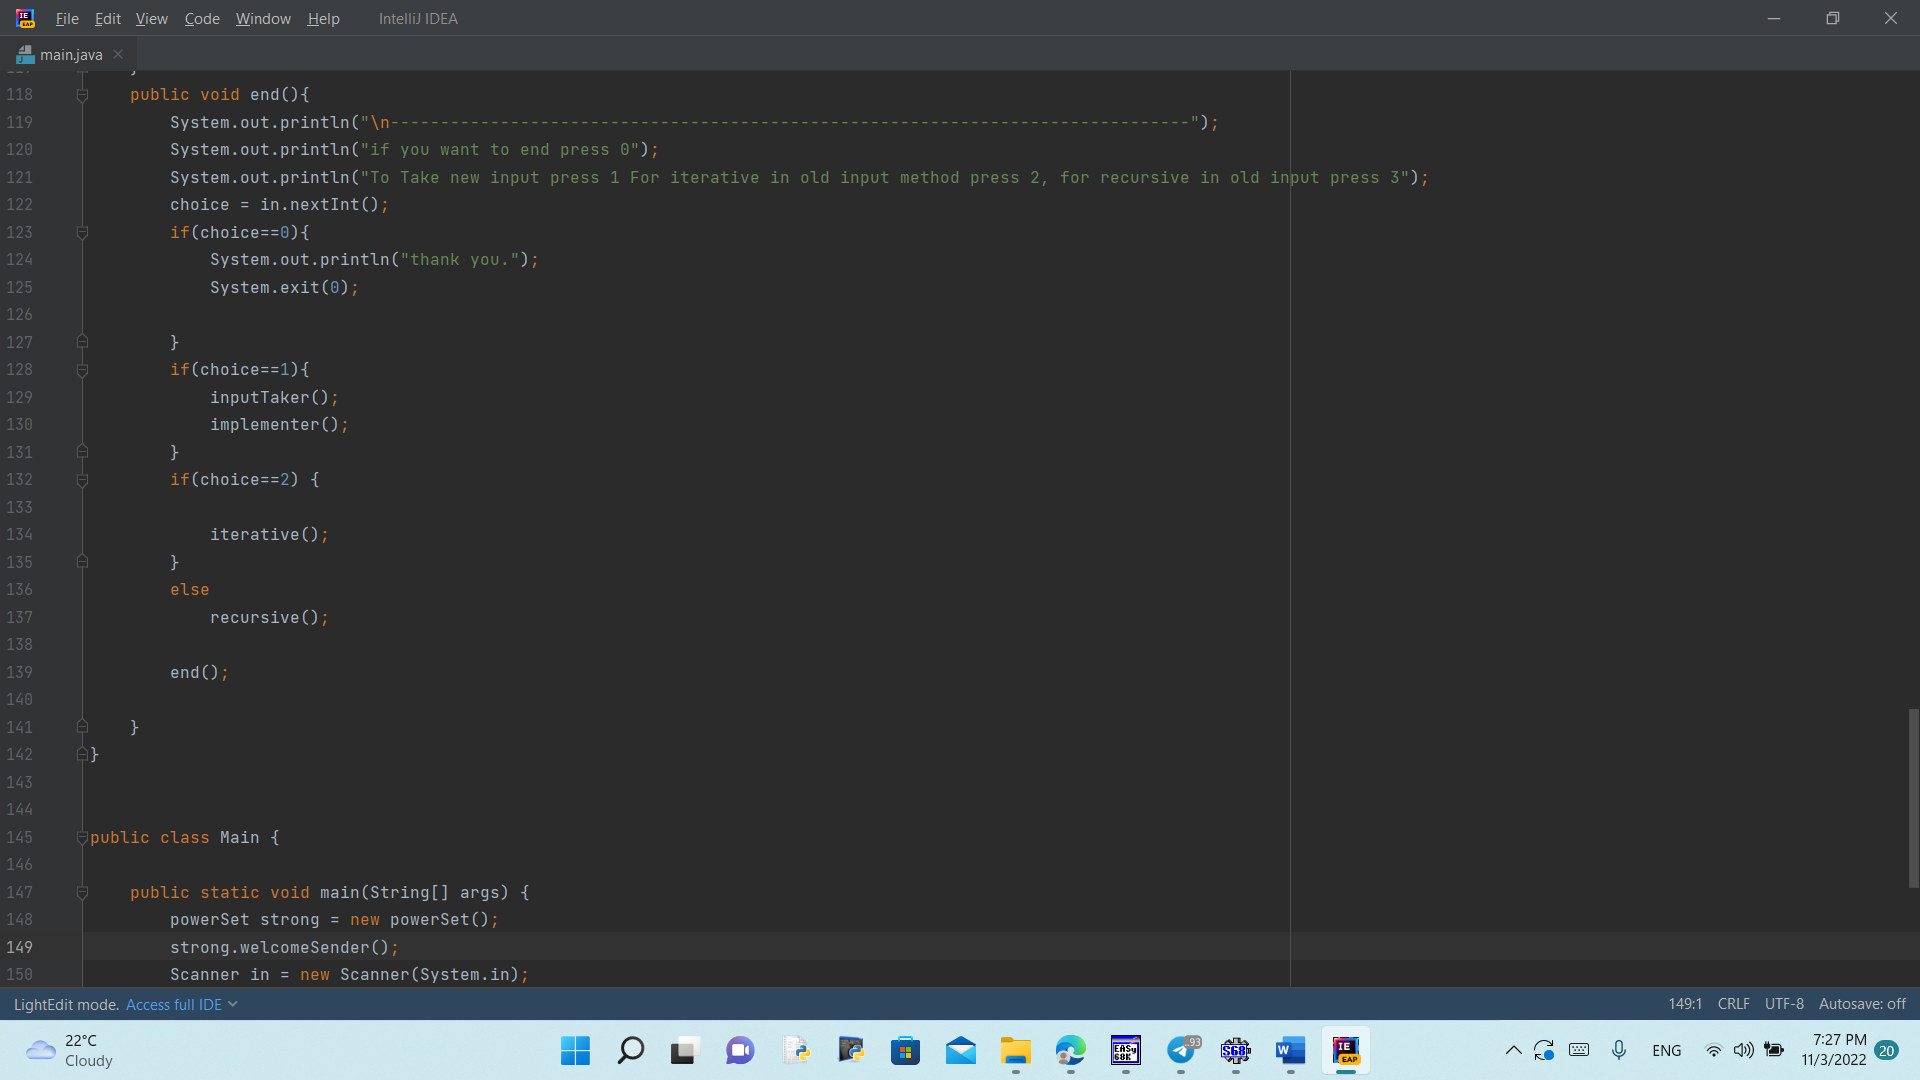 File Edit View Code Window Help IntelliJ IDEA
main.java
118 public void end(){
119 System.out.println("\n--------------------------------------------------------------------------------");
120 System.out.println("if you want to end press 0");
121 System.out.println("To Take new input press 1 For iterative in old input method press 2, for recursive in old input press 3");
122 choice = in.nextInt();
123 if(choice==0){
124 System.out.println("thank you.");
125 System.exit(0);
126
127 }
128 if(choice==1){
129 inputTaker();
130 implementer();
131 }
132 if(choice==2) {
133
134 iterative();
135 }
136 else
137 recursive();
138
139 end();
140
141 }
142 }
143
144
145 public class Main {
146
147 public static void main(String[] args) {
148 powerSet strong = new powerSet();
149 strong.welcomeSender();
150 Scanner in = new Scanner(System.in);
LightEdit mode. Access full IDE 149:1 CRLF UTF-8 Autosave: off
22°C
Cloudy
EASy
68K
93
S68
W
IE
EAP
ENG
7:27 PM
11/3/2022
20